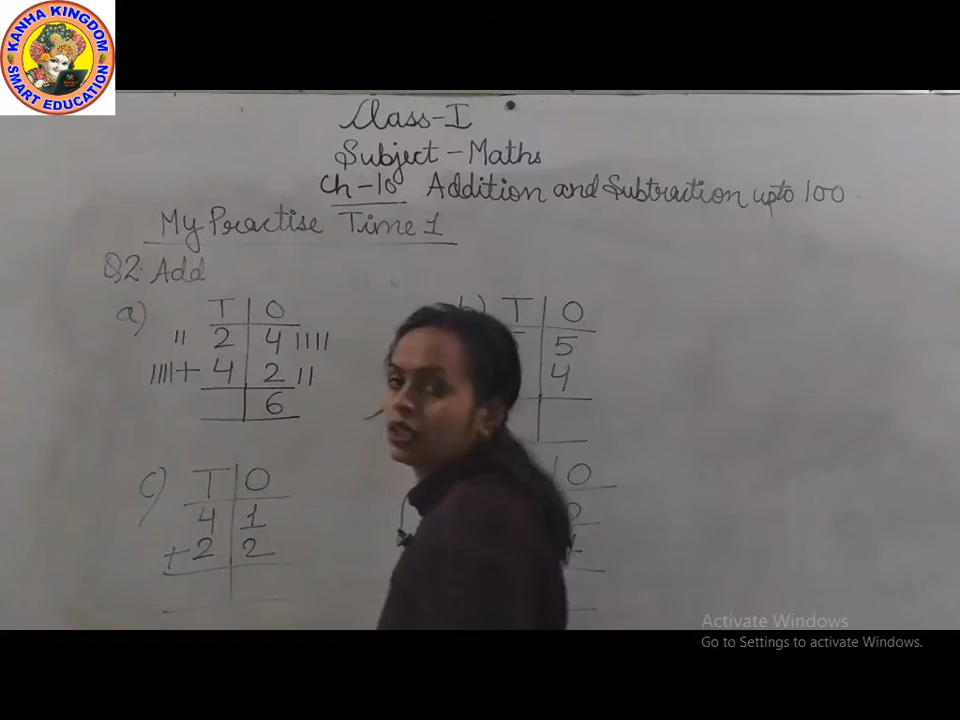 KANHA KINGDOM
SMART EDUCATION
Class-I
Subject - Maths
Ch-10 Addition and Subtraction upto 100
My Practise Time 1
Q2. Add
a) T O
2 4
+ 4 2
6
T O
5
4
c) T O
4 1
+ 2 2
O
Activate Windows
Go to Settings to activate Windows.